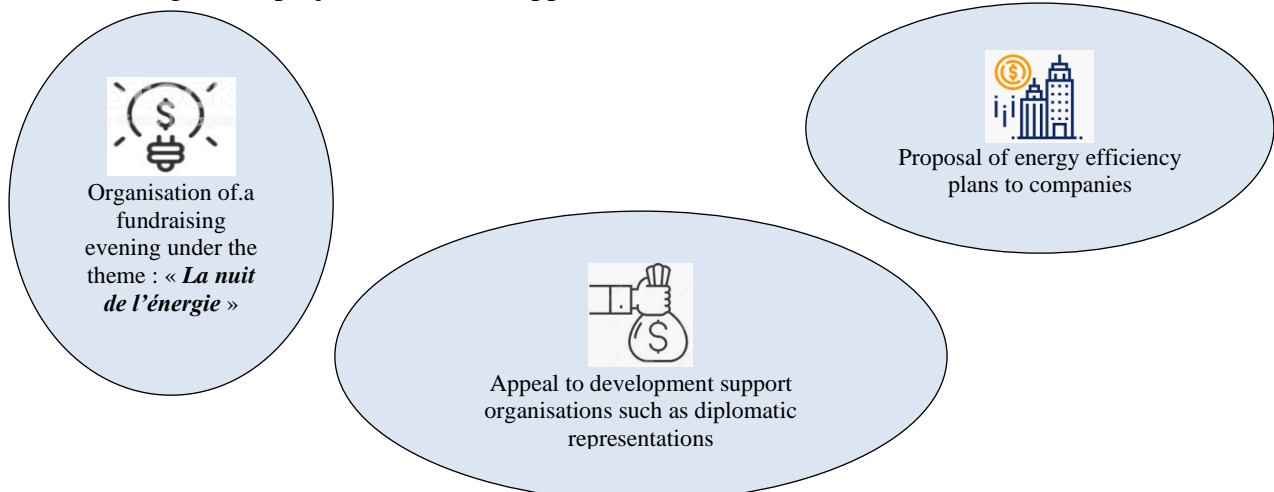 Organisation of.a
fundraising
evening under the
theme : « La nuit
de l’énergie »
Proposal of energy efficiency
plans to companies
Appeal to development support
organisations such as diplomatic
representations